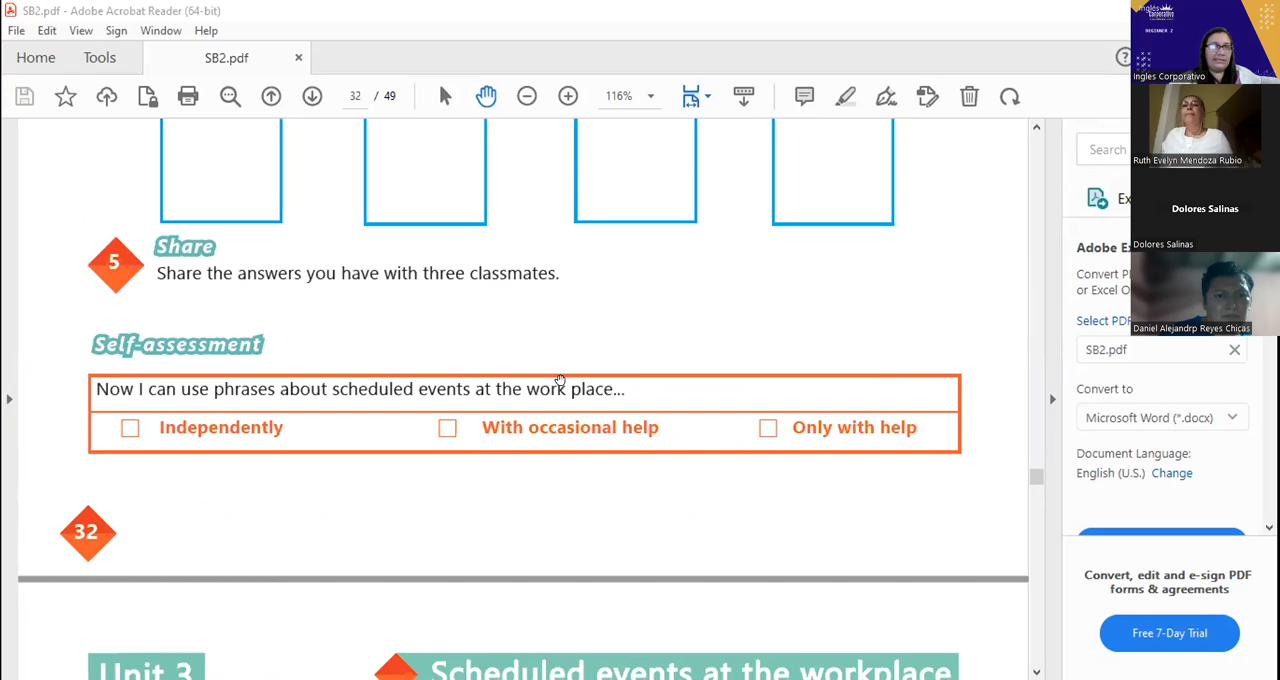 SB2.pdf - Adobe Acrobat Reader (64-bit)
File Edit View Sign Window Help
Home Tools SB2.pdf ×
32 / 49 116%
5
Share
Share the answers you have with three classmates.
Self-assessment
Now I can use phrases about scheduled events at the work place...
Independently With occasional help Only with help
32
Unit 3 Scheduled events at the workplace
Search
Ex
Adobe Ex
Convert P
or Excel O
Select PDF
SB2.pdf
Convert to
Microsoft Word (*.docx)
Document Language:
English (U.S.) Change
Convert, edit and e-sign PDF
forms & agreements
Free 7-Day Trial
Inglés
Corporativo
BEGINNER 2
Ingles Corporativo
Ruth Evelyn Mendoza Rubio
Dolores Salinas
Dolores Salinas
Daniel Alejandrp Reyes Chicas